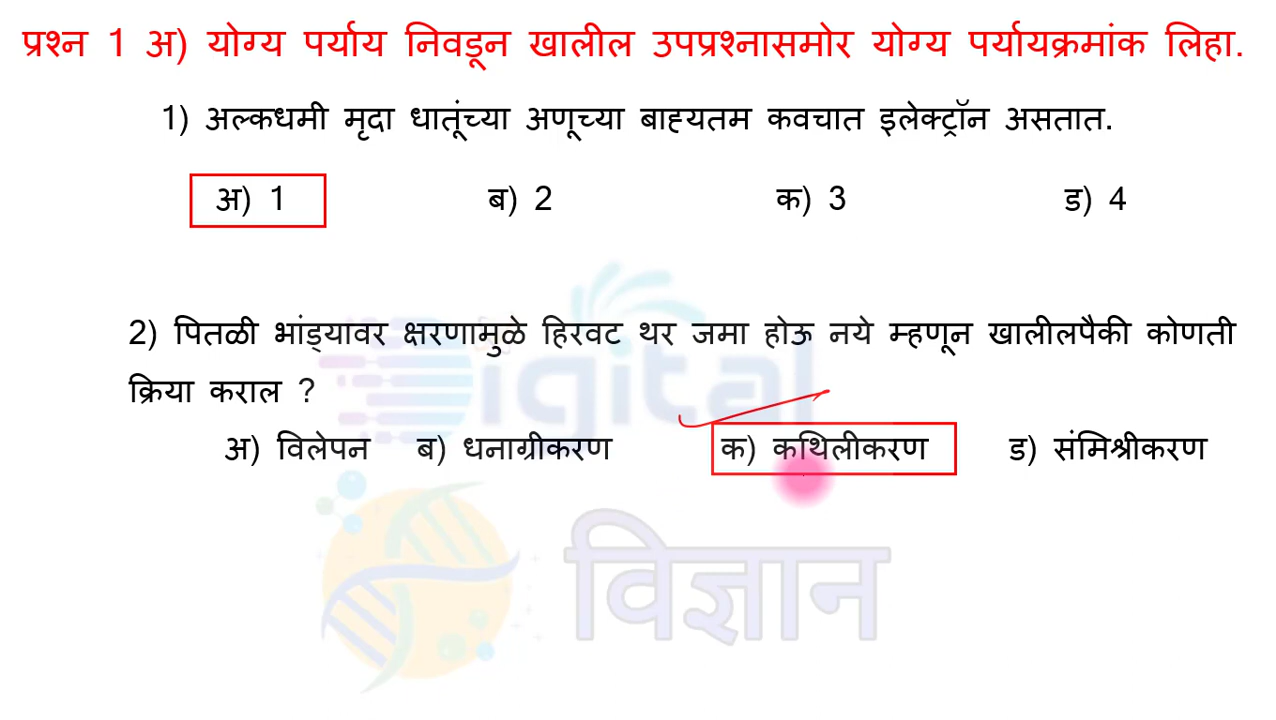 प्रश्न 1 अ) योग्य पर्याय निवडून खालील उपप्रश्नासमोर योग्य पर्यायक्रमांक लिहा.
1) अल्कधमी मृदा धातूंच्या अणूच्या बाह्यतम कवचात इलेक्ट्रॉन असतात.
अ) 1 ब) 2 क) 3 ड) 4
2) पितळी भांड्यावर क्षरणामुळे हिरवट थर जमा होऊ नये म्हणून खालीलपैकी कोणती
क्रिया कराल ?
अ) विलेपन ब) धनाग्रीकरण क) कथिलीकरण ड) संमिश्रीकरण
Digital
विज्ञान